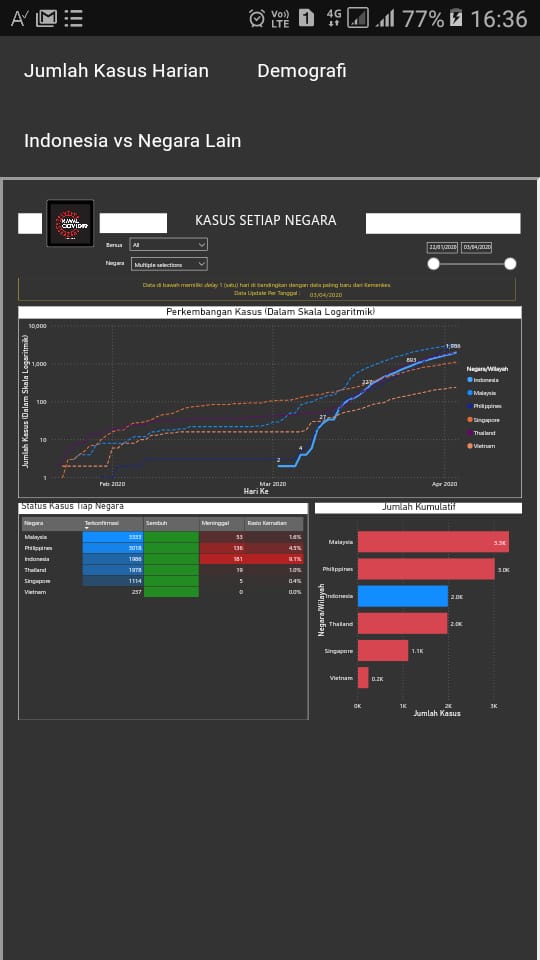 VoLTE 1 4G 77% 16:36
Jumlah Kasus Harian Demografi
Indonesia vs Negara Lain
KAWAL COVID19
KASUS SETIAP NEGARA
Benua All
Negara Multiple selections
22/01/2020 03/04/2020
Data di bawah memiliki delay 1 (satu) hari di bandingkan dengan data paling baru dari Kemenkes.
Data Update Per Tanggal : 03/04/2020
Perkembangan Kasus (Dalam Skala Logaritmik)
Jumlah Kasus (Dalam Skala Logaritmik)
10,000
1,000
100
10
1
2
4
27
227
893
1,986
Feb 2020 Mar 2020 Apr 2020
Hari Ke
Negara/Wilayah
Indonesia
Malaysia
Philippines
Singapore
Thailand
Vietnam
Status Kasus Tiap Negara
Negara Terkonfirmasi Sembuh Meninggal Rasio Kematian
Malaysia 3333 53 1.6%
Philippines 3018 136 4.5%
Indonesia 1986 181 9.1%
Thailand 1978 19 1.0%
Singapore 1114 5 0.4%
Vietnam 237 0 0.0%
Jumlah Kumulatif
Negara/Wilayah
Malaysia 3.3K
Philippines 3.0K
Indonesia 2.0K
Thailand 2.0K
Singapore 1.1K
Vietnam 0.2K
0K 1K 2K 3K
Jumlah Kasus